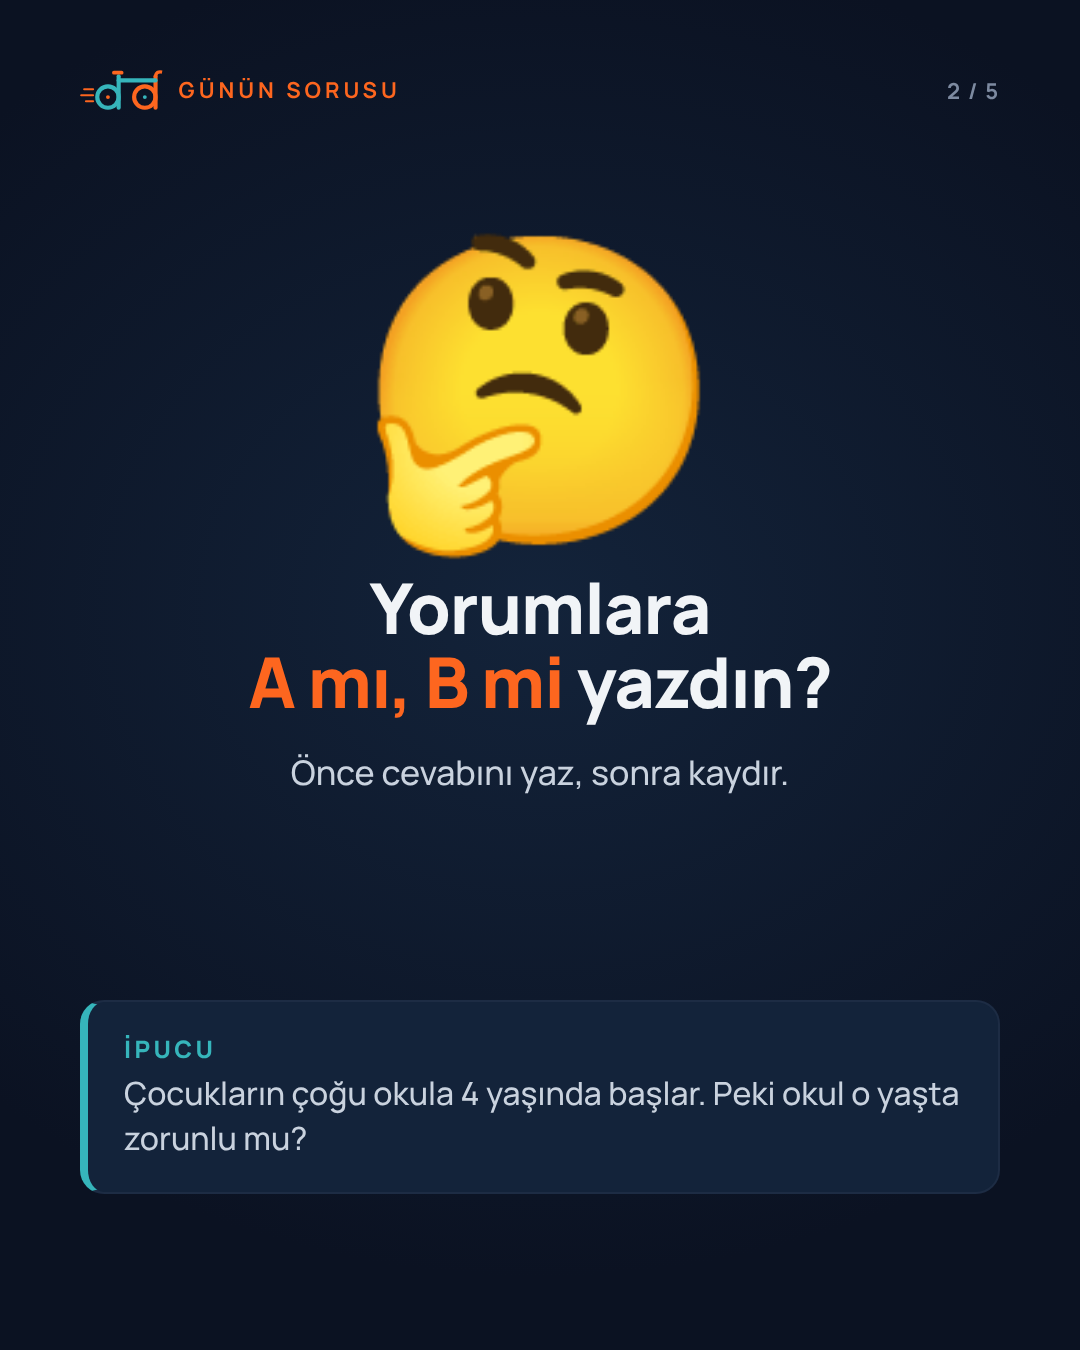 GÜNÜN SORUSU
2 / 5
Yorumlara
A mı, B mi yazdın?
Önce cevabını yaz, sonra kaydır.
İPUCU
Çocukların çoğu okula 4 yaşında başlar. Peki okul o yaşta
zorunlu mu?